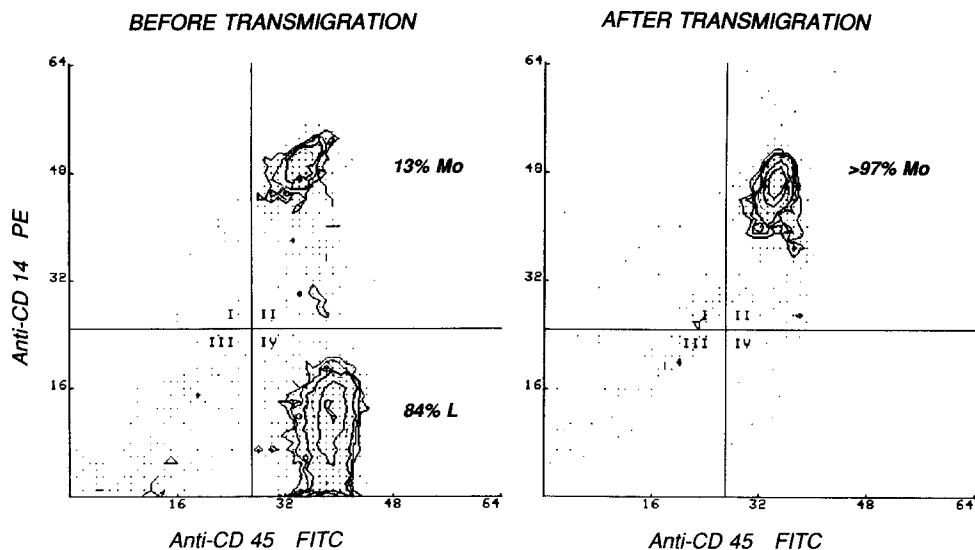 BEFORE TRANSMIGRATION
AFTER TRANSMIGRATION
64
48
32
16
13% Mo
84% L
I II
III IV
16 32 48 64
Anti-CD 14 PE
Anti-CD 45 FITC
64
48
32
16
>97% Mo
I II
III IV
16 32 48 64
Anti-CD 45 FITC